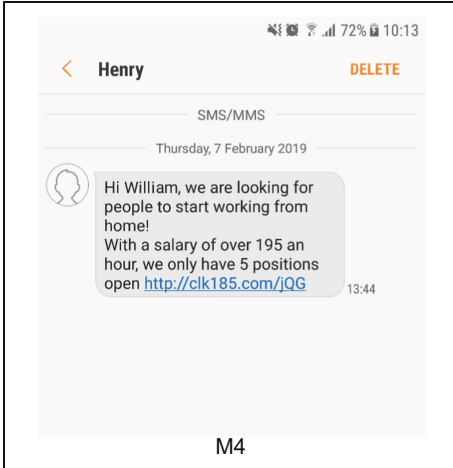 72% 10:13
Henry
DELETE
SMS/MMS
Thursday, 7 February 2019
Hi William, we are looking for
people to start working from
home!
With a salary of over 195 an
hour, we only have 5 positions
open http://clk185.com/jQG
13:44
M4